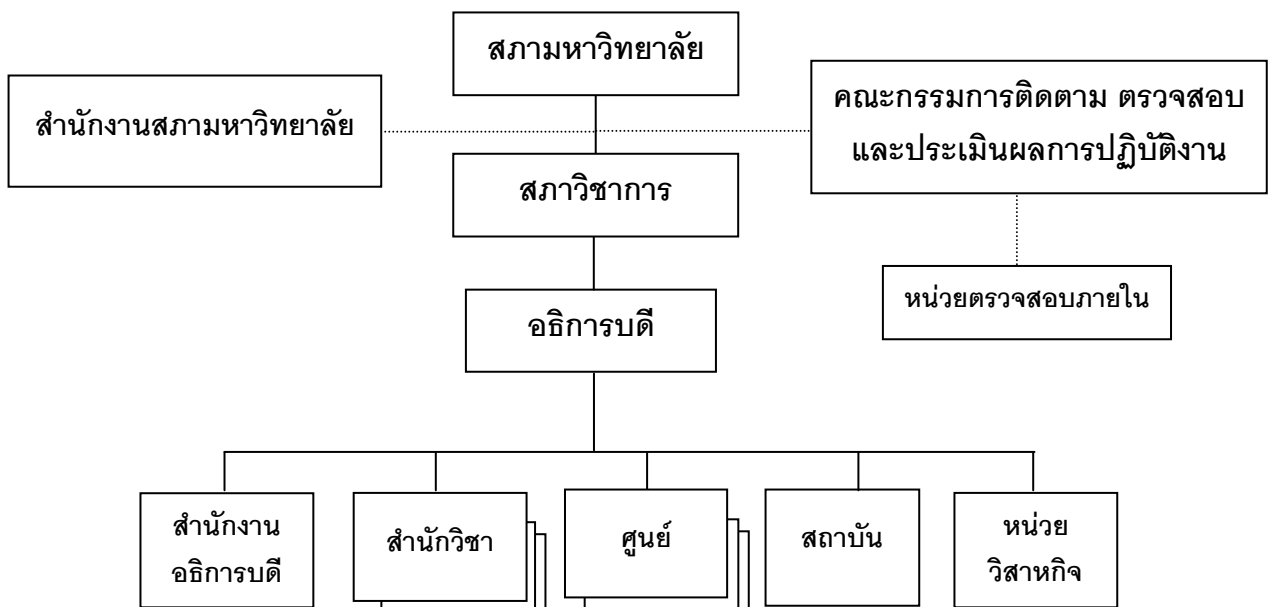 สภามหาวิทยาลัย
สำนักงานสภามหาวิทยาลัย
คณะกรรมการติดตาม ตรวจสอบ
และประเมินผลการปฏิบัติงาน
สภาวิชาการ
หน่วยตรวจสอบภายใน
อธิการบดี
สำนักงาน
อธิการบดี
สำนักวิชา
ศูนย์
สถาบัน
หน่วย
วิสาหกิจ